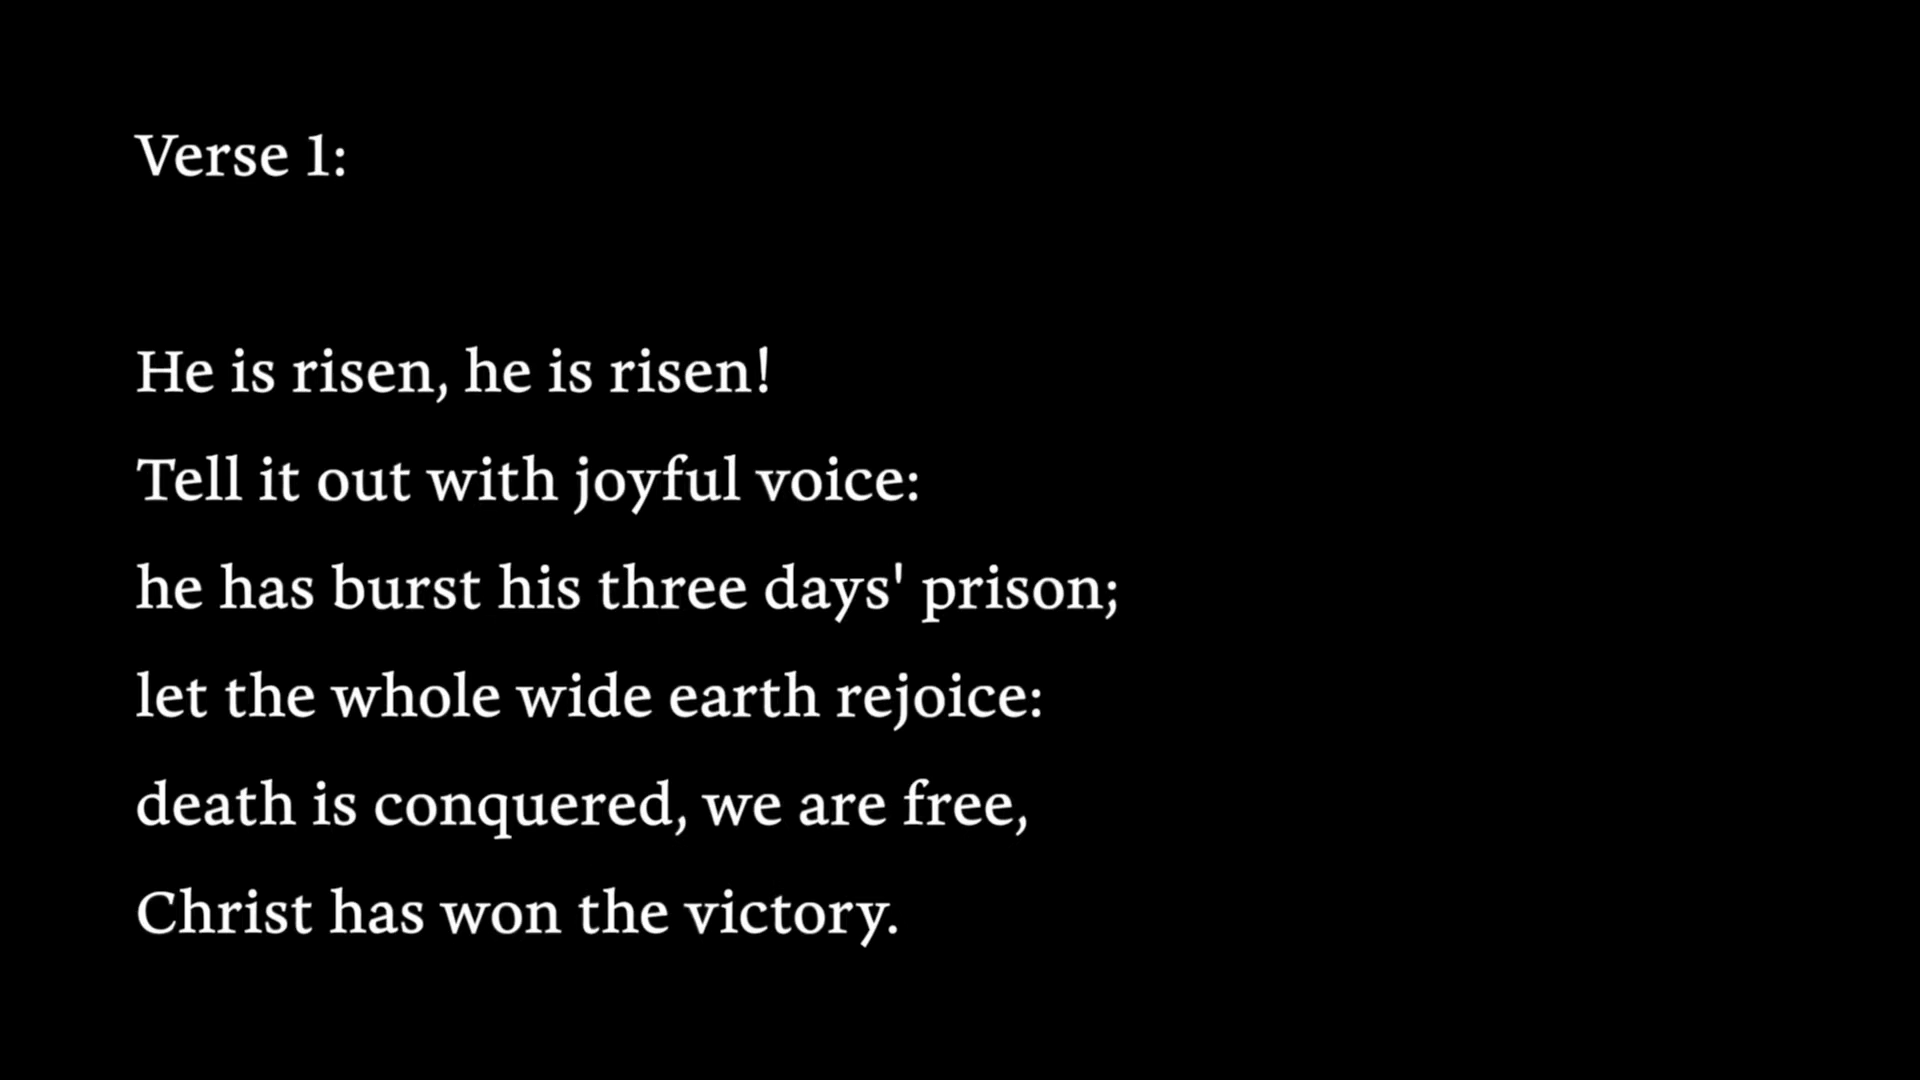 Verse 1:
He is risen, he is risen!
Tell it out with joyful voice:
he has burst his three days' prison;
let the whole wide earth rejoice:
death is conquered, we are free,
Christ has won the victory.